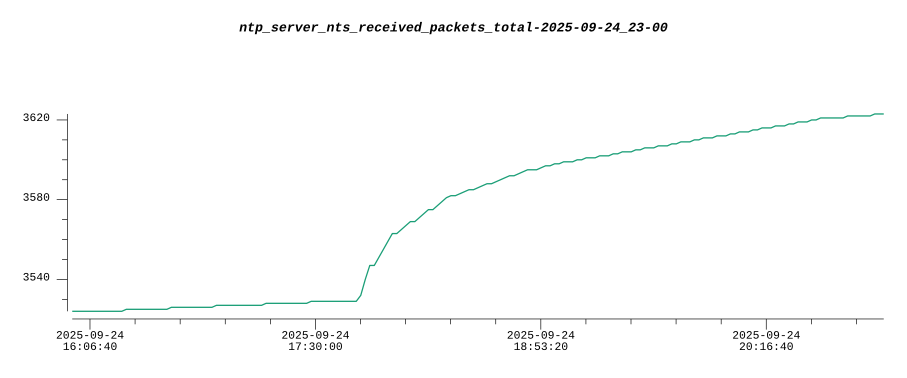 ntp_server_nts_received_packets_total-2025-09-24_23-00
3620
3580
3540
2025-09-24 2025-09-24 2025-09-24 2025-09-24
16:06:40 17:30:00 18:53:20 20:16:40